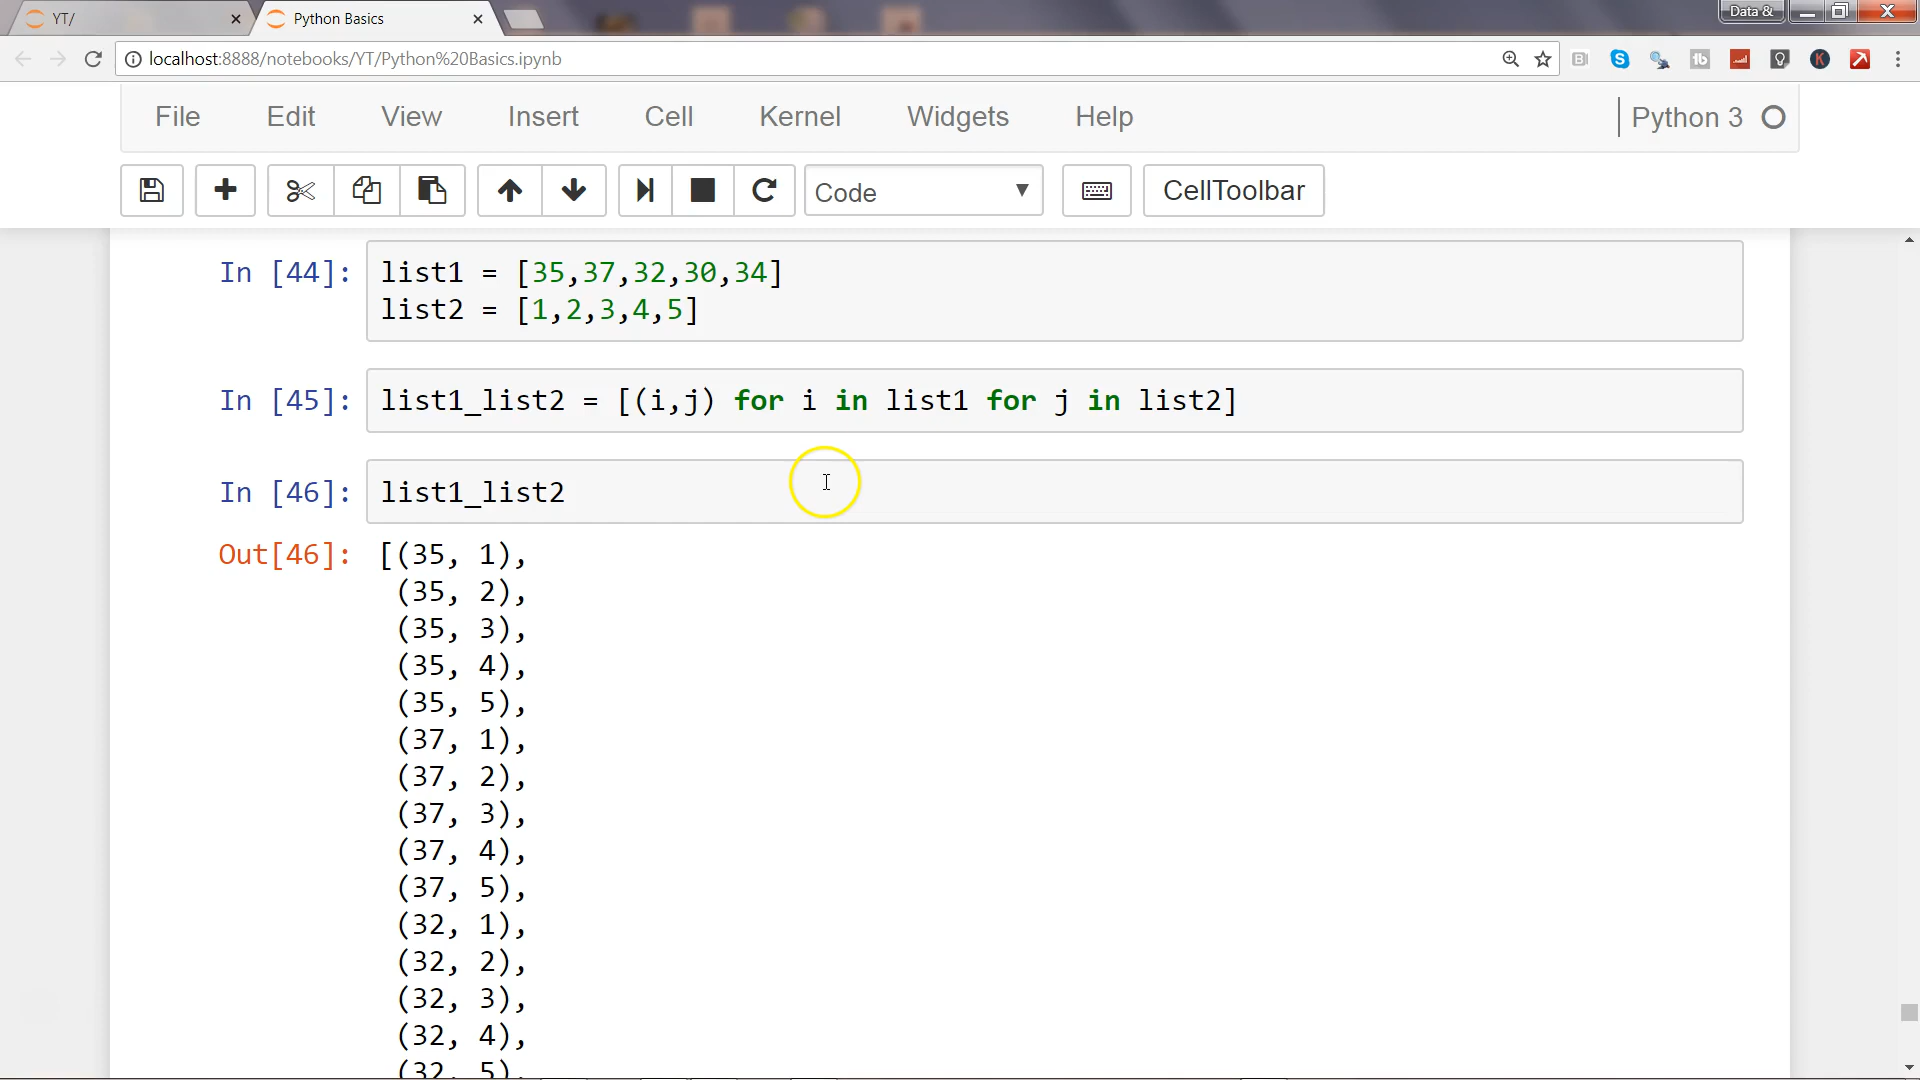 YT/
Python Basics
Data &
localhost:8888/notebooks/YT/Python%20Basics.ipynb
File Edit View Insert Cell Kernel Widgets Help
Python 3
Code
CellToolbar
In [44]: list1 = [35,37,32,30,34]
list2 = [1,2,3,4,5]
In [45]: list1_list2 = [(i,j) for i in list1 for j in list2]
In [46]: list1_list2
Out[46]: [(35, 1),
(35, 2),
(35, 3),
(35, 4),
(35, 5),
(37, 1),
(37, 2),
(37, 3),
(37, 4),
(37, 5),
(32, 1),
(32, 2),
(32, 3),
(32, 4),
(32, 5),